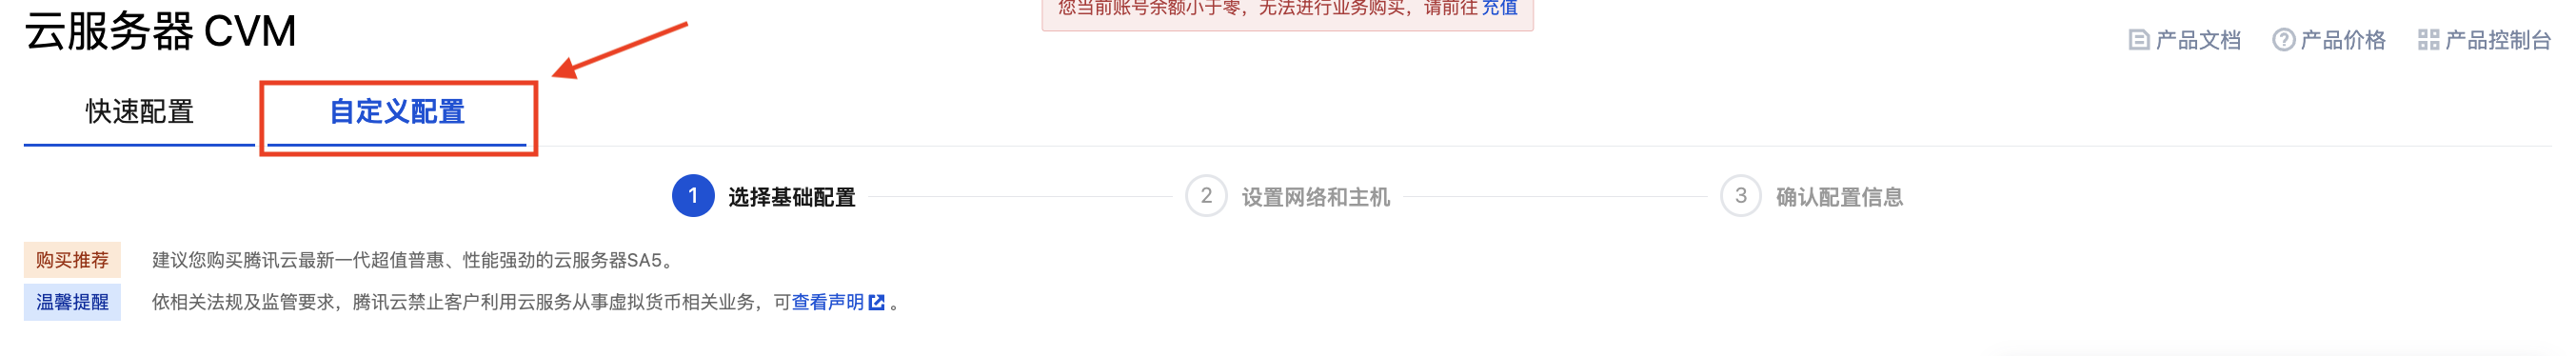 您当前账号余额小于零，无法进行业务购买，请前往 充值
云服务器 CVM
产品文档 产品价格 产品控制台
快速配置 自定义配置
1 选择基础配置 2 设置网络和主机 3 确认配置信息
购买推荐 建议您购买腾讯云最新一代超值普惠、性能强劲的云服务器SA5。
温馨提醒 依相关法规及监管要求，腾讯云禁止客户利用云服务从事虚拟货币相关业务，可查看声明。